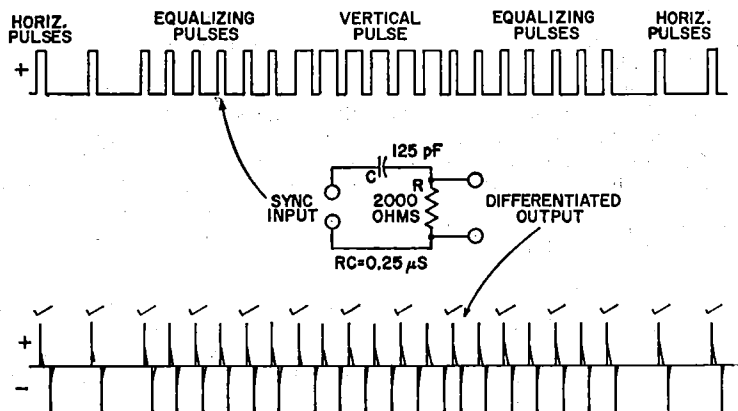 HORIZ.
PULSES
EQUALIZING
PULSES
VERTICAL
PULSE
EQUALIZING
PULSES
HORIZ.
PULSES
+
125 pF
C
R
2000
OHMS
SYNC
INPUT
DIFFERENTIATED
OUTPUT
RC=0.25 µS
+
−